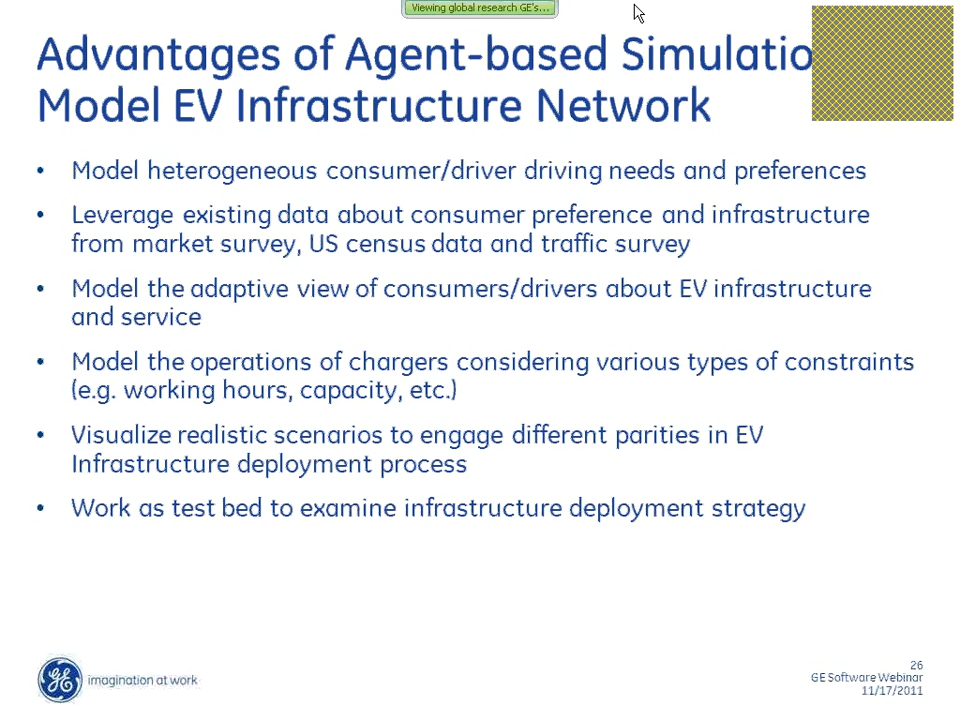 Viewing global research GE's...
Advantages of Agent-based Simulatio
Model EV Infrastructure Network
• Model heterogeneous consumer/driver driving needs and preferences
• Leverage existing data about consumer preference and infrastructure
from market survey, US census data and traffic survey
• Model the adaptive view of consumers/drivers about EV infrastructure
and service
• Model the operations of chargers considering various types of constraints
(e.g. working hours, capacity, etc.)
• Visualize realistic scenarios to engage different parities in EV
Infrastructure deployment process
• Work as test bed to examine infrastructure deployment strategy
GE imagination at work
26
GE Software Webinar
11/17/2011